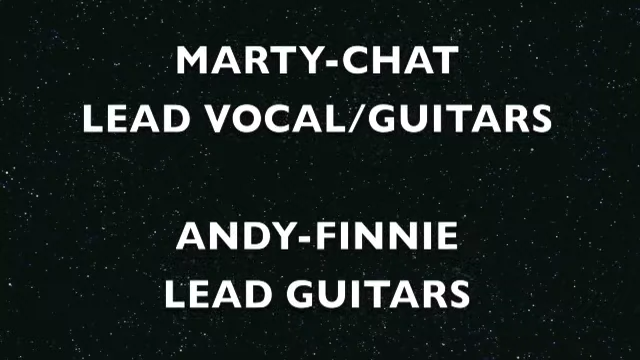 MARTY-CHAT
LEAD VOCAL/GUITARS
ANDY-FINNIE
LEAD GUITARS